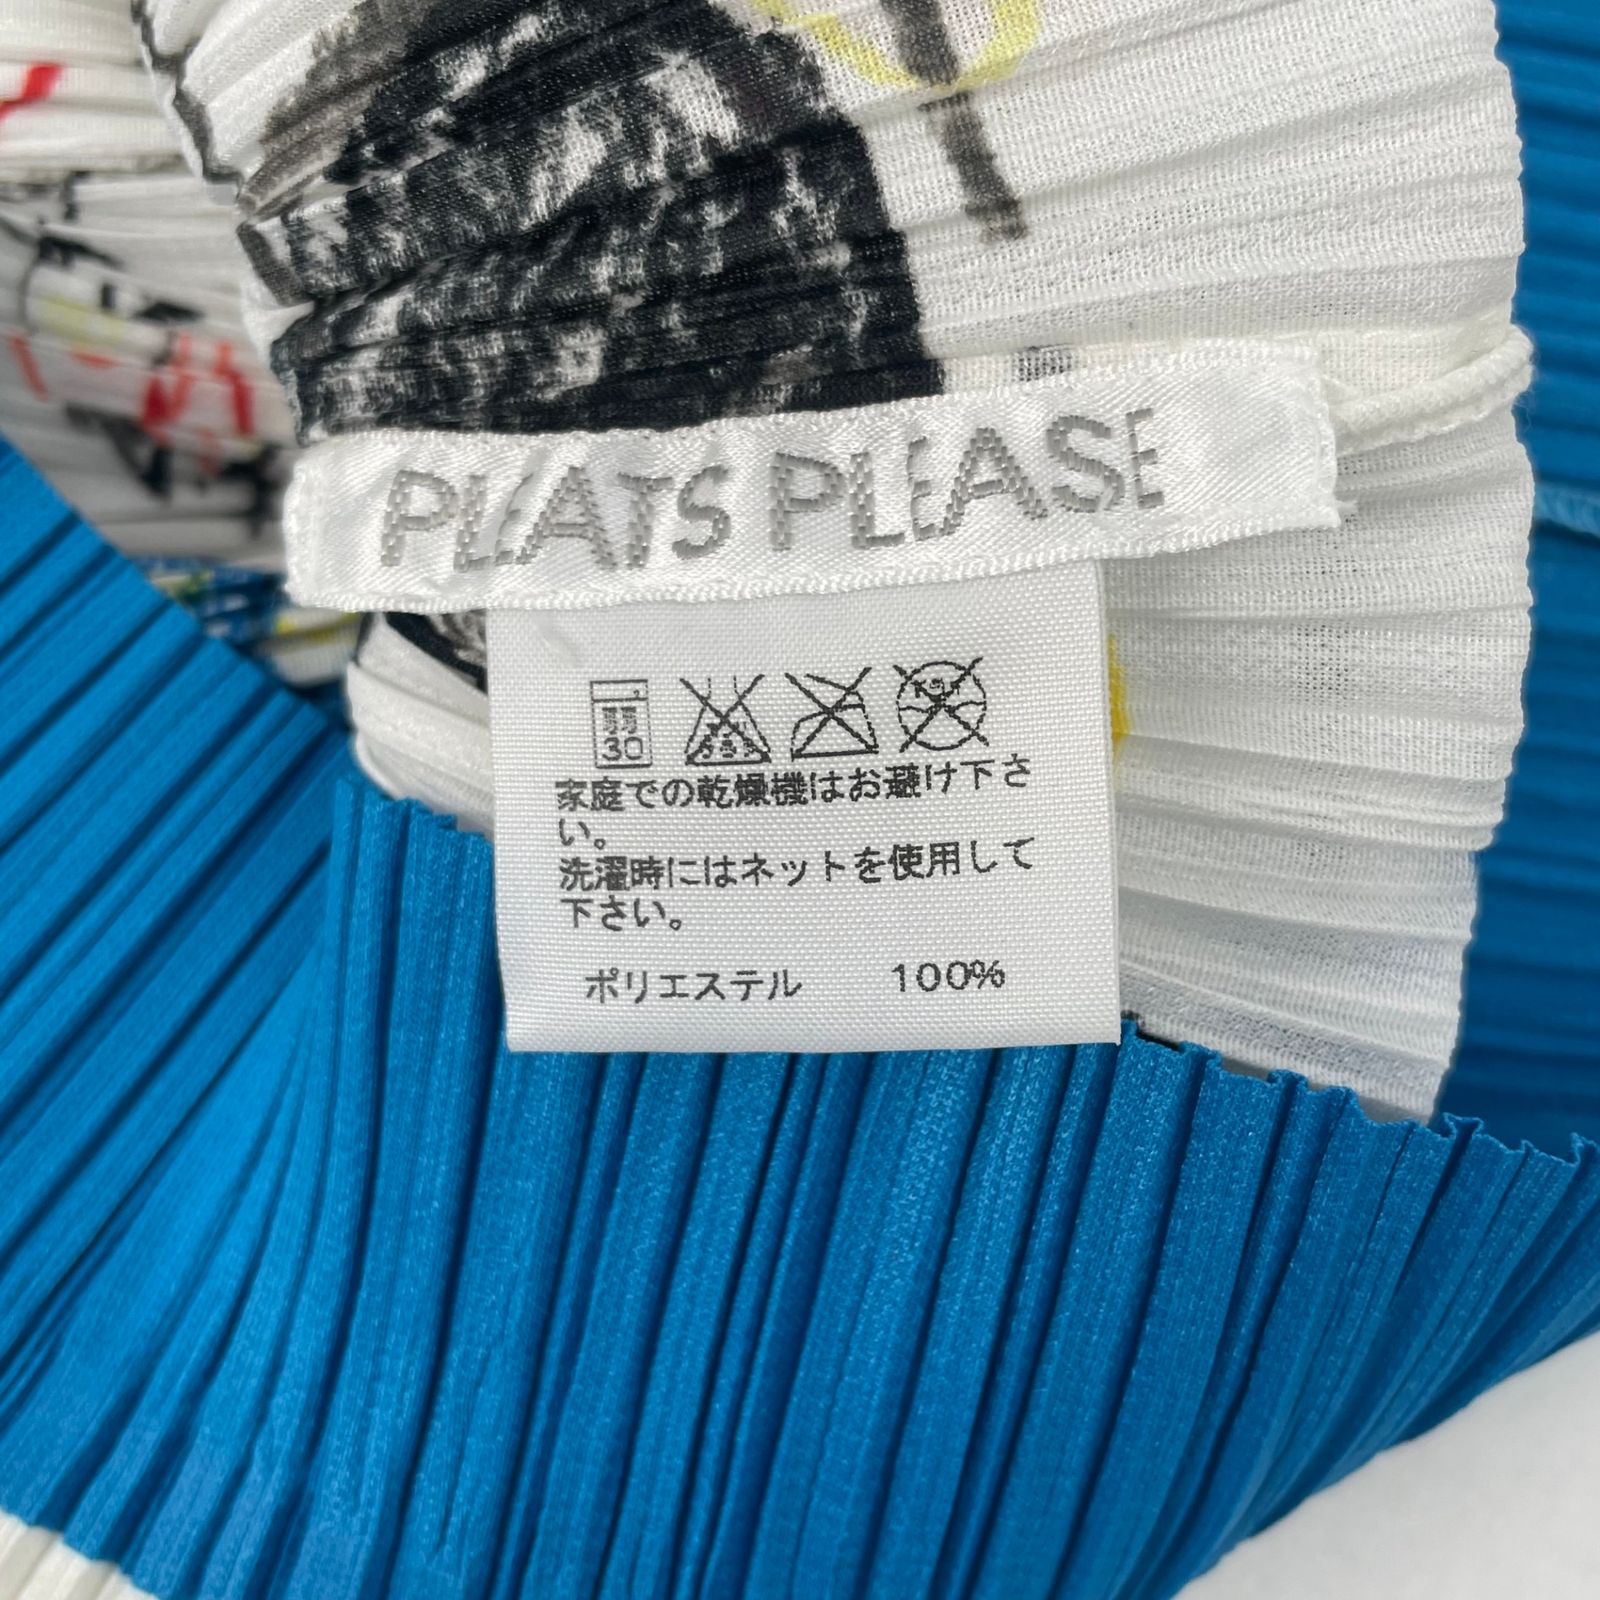 PLEATS PLEASE
30
家庭での乾燥機はお避け下さ
い。
洗濯時にはネットを使用して
下さい。
ポリエステル 100%